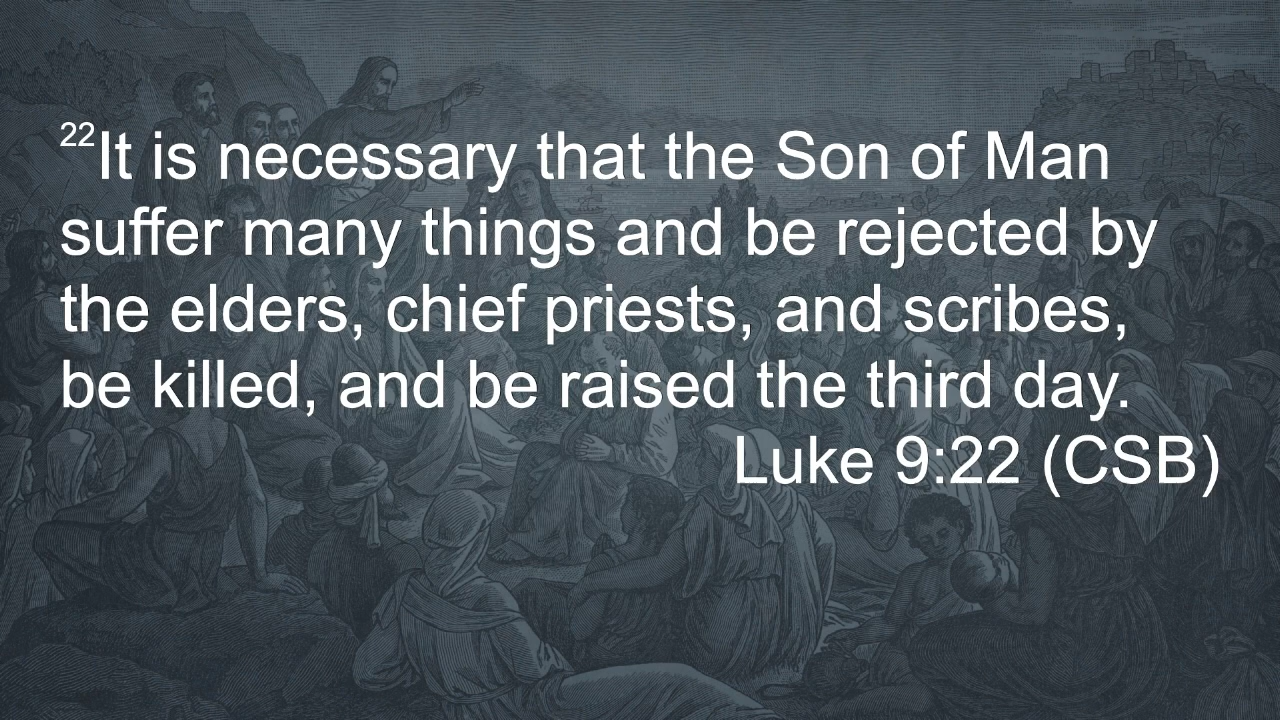 22It is necessary that the Son of Man
suffer many things and be rejected by
the elders, chief priests, and scribes,
be killed, and be raised the third day.
Luke 9:22 (CSB)